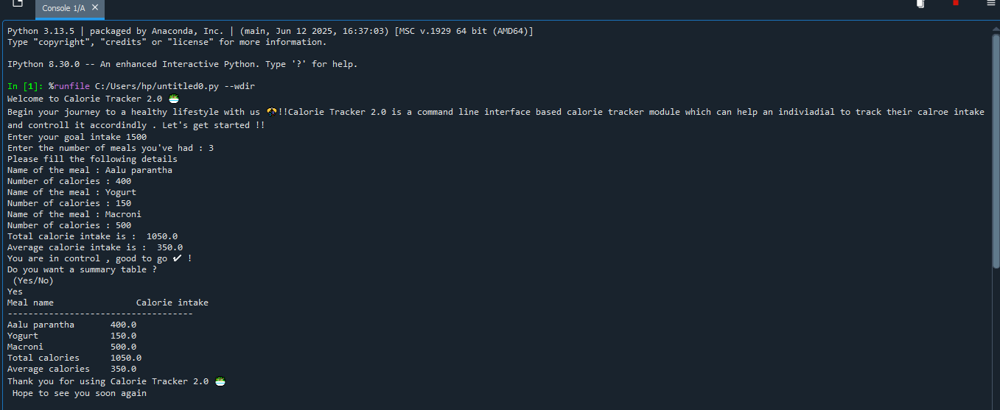 Console 1/A ×
Python 3.13.5 | packaged by Anaconda, Inc. | (main, Jun 12 2025, 16:37:03) [MSC v.1929 64 bit (AMD64)]
Type "copyright", "credits" or "license" for more information.
IPython 8.30.0 -- An enhanced Interactive Python. Type '?' for help.
In [1]: %runfile C:/Users/hp/untitled0.py --wdir
Welcome to Calorie Tracker 2.0 🥗
Begin your journey to a healthy lifestyle with us !!Calorie Tracker 2.0 is a command line interface based calorie tracker module which can help an indiviadial to track their calroe intake
and controll it accordindly . Let's get started !!
Enter your goal intake 1500
Enter the number of meals you've had : 3
Please fill the following details
Name of the meal : Aalu parantha
Number of calories : 400
Name of the meal : Yogurt
Number of calories : 150
Name of the meal : Macroni
Number of calories : 500
Total calorie intake is :  1050.0
Average calorie intake is :  350.0
You are in control , good to go ✔ !
Do you want a summary table ?
 (Yes/No)
Yes
Meal name                Calorie intake
------------------------------------
Aalu parantha       400.0
Yogurt              150.0
Macroni             500.0
Total calories      1050.0
Average calories    350.0
Thank you for using Calorie Tracker 2.0 🥗
 Hope to see you soon again